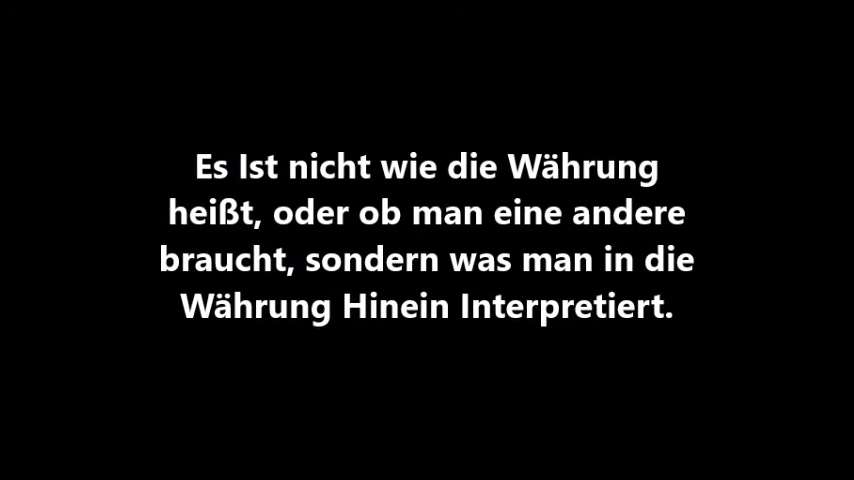 Es Ist nicht wie die Währung
heißt, oder ob man eine andere
braucht, sondern was man in die
Währung Hinein Interpretiert.